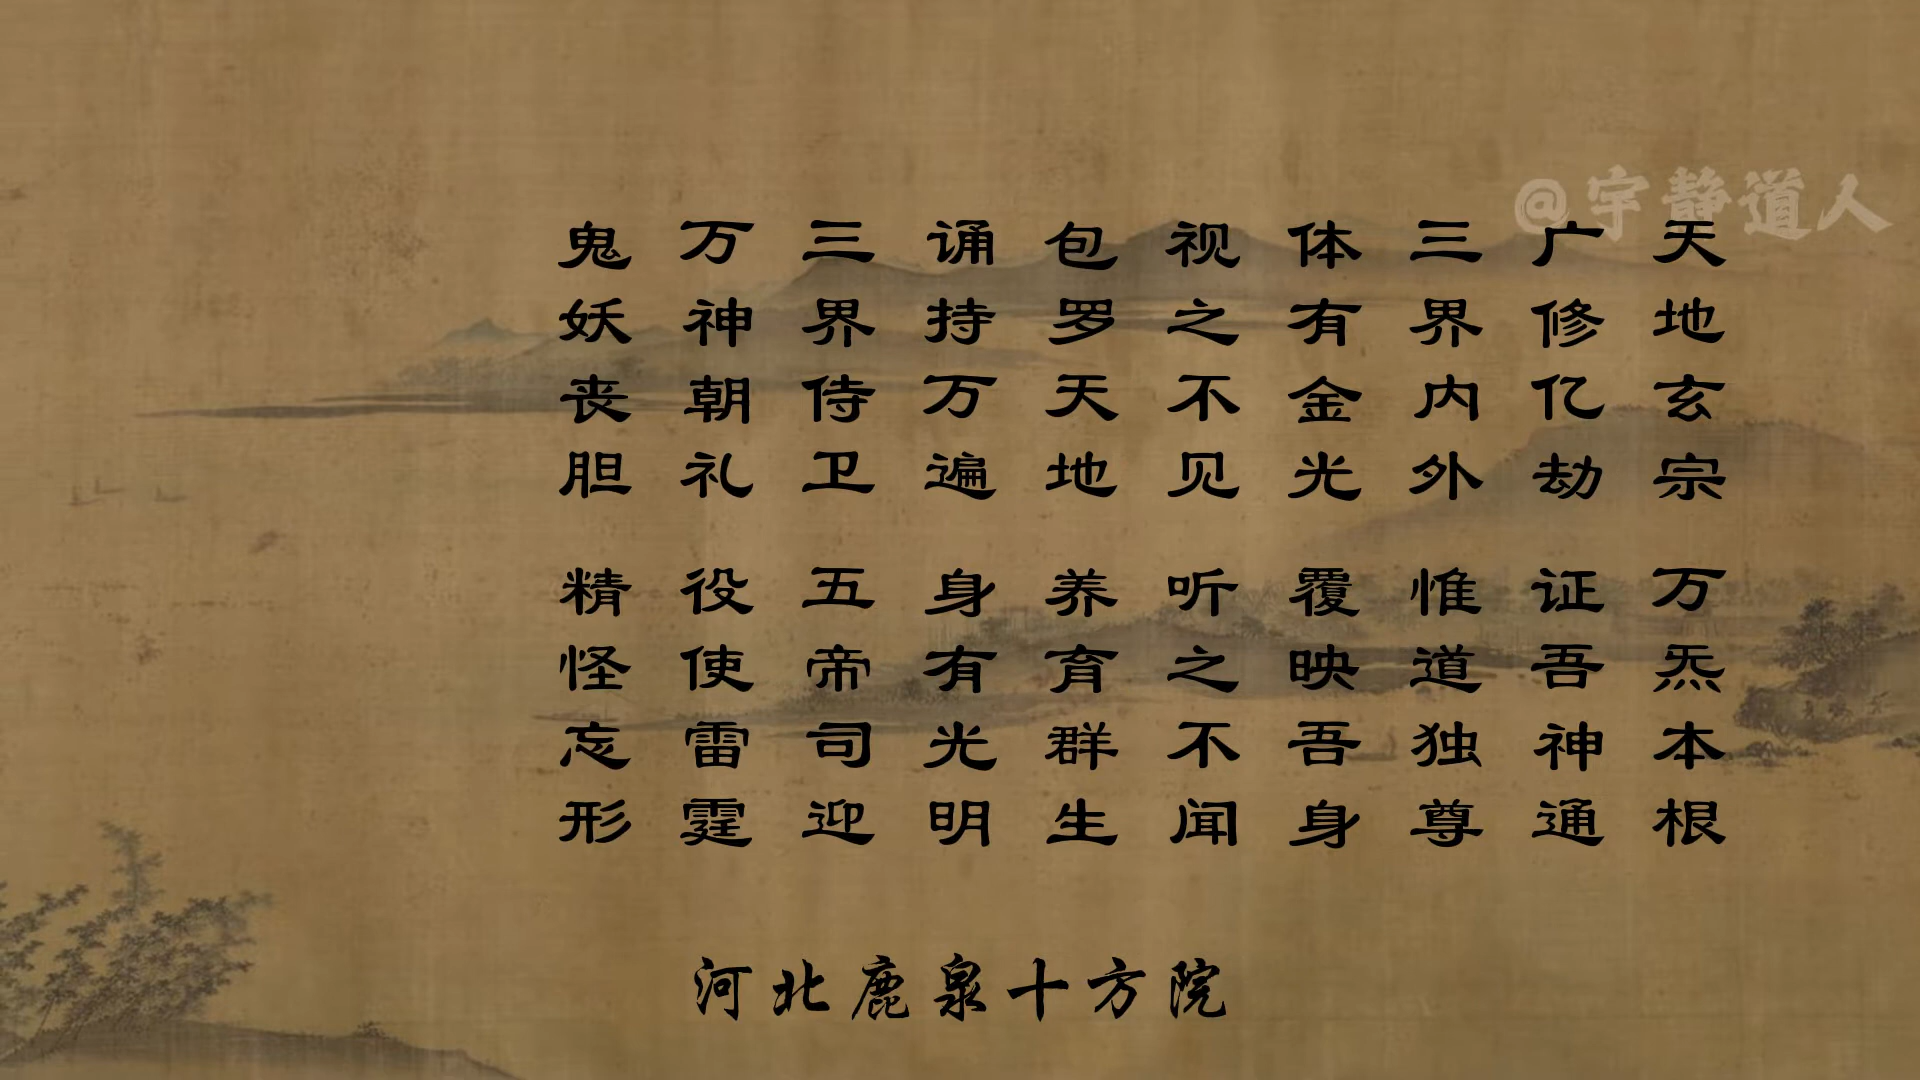 @宇静道人
天地玄宗 万炁本根
广修亿劫 证吾神通
三界内外 惟道独尊
体有金光 覆映吾身
视之不见 听之不闻
包罗天地 养育群生
诵持万遍 身有光明
三界侍卫 五帝司迎
万神朝礼 役使雷霆
鬼妖丧胆 精怪忘形
河北鹿泉十方院